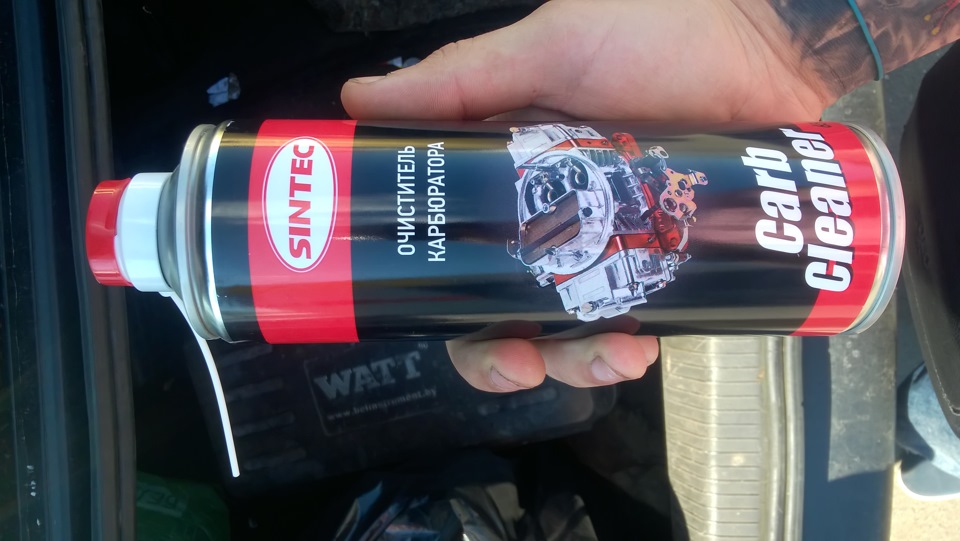 SINTEC
ОЧИСТИТЕЛЬ
КАРБЮРАТОРА
Carb
cleaner
WATT